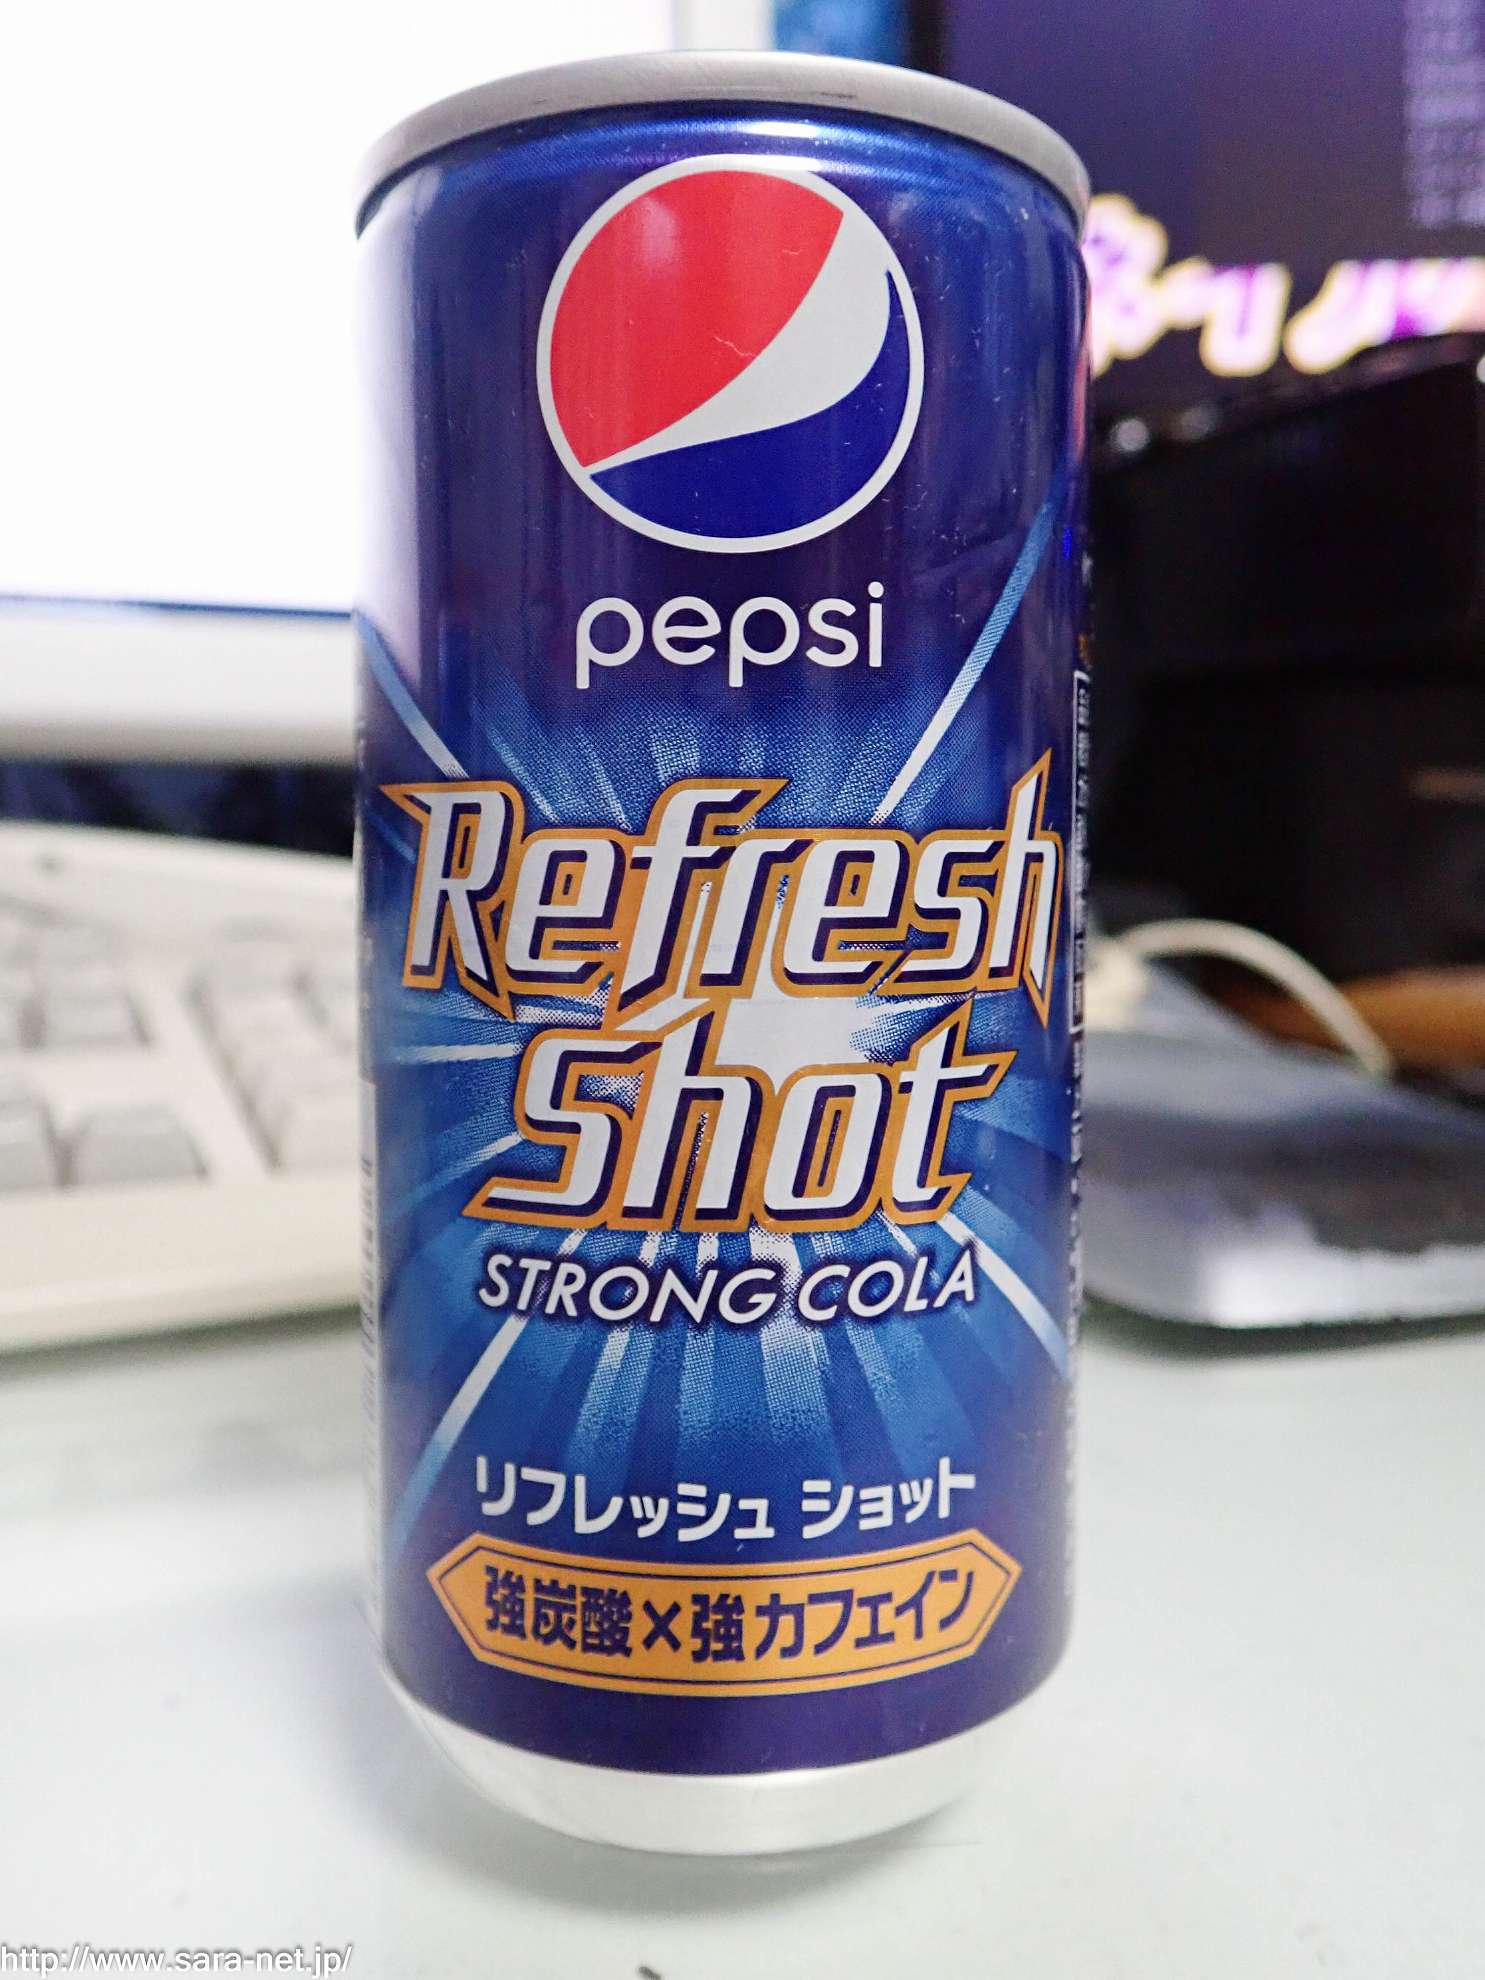 pepsi
Refresh
Shot
STRONG COLA
リフレッシュ ショット
強炭酸×強カフェイン
http://www.sara-net.jp/